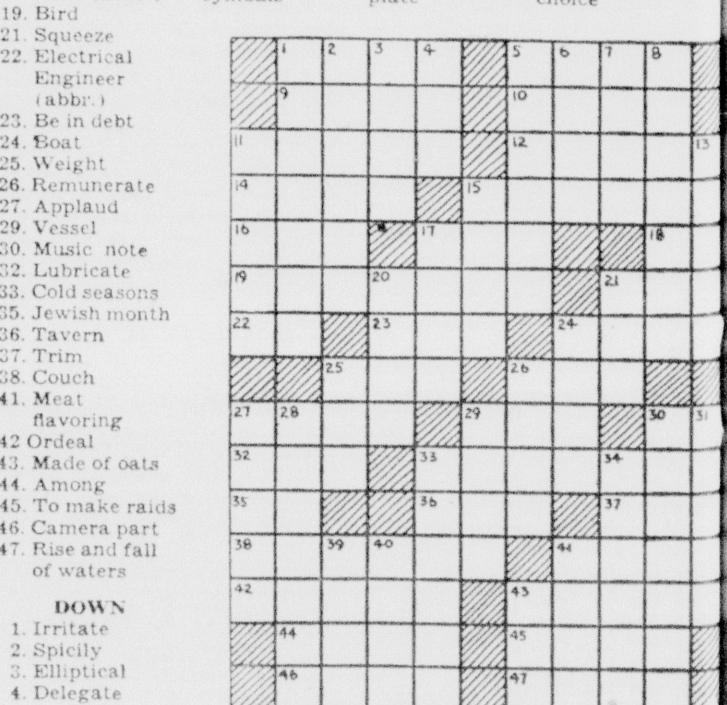 cymbals plate choice
19. Bird
21. Squeeze
22. Electrical
Engineer
(abbr.)
23. Be in debt
24. Boat
25. Weight
26. Remunerate
27. Applaud
29. Vessel
30. Music note
32. Lubricate
33. Cold seasons
35. Jewish month
36. Tavern
37. Trim
38. Couch
41. Meat
flavoring
42 Ordeal
43. Made of oats
44. Among
45. To make raids
46. Camera part
47. Rise and fall
of waters
DOWN
1. Irritate
2. Spicily
3. Elliptical
4. Delegate
1 2 3 4 5 6 7 8
9 10
11 12 13
14 15
16 17 18
19 20 21
22 23 24
25 26
27 28 29 30 31
32 33 34
35 36 37
38 39 40 41
42 43
44 45
46 47